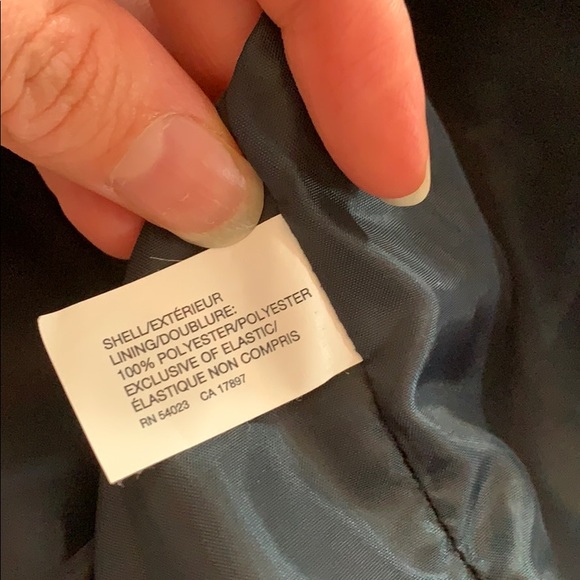 SHELL/EXTÉRIEUR
LINING/DOUBLURE:
100% POLYESTER/POLYESTER
EXCLUSIVE OF ELASTIC/
ÉLASTIQUE NON COMPRIS
RN 54023 CA 17897